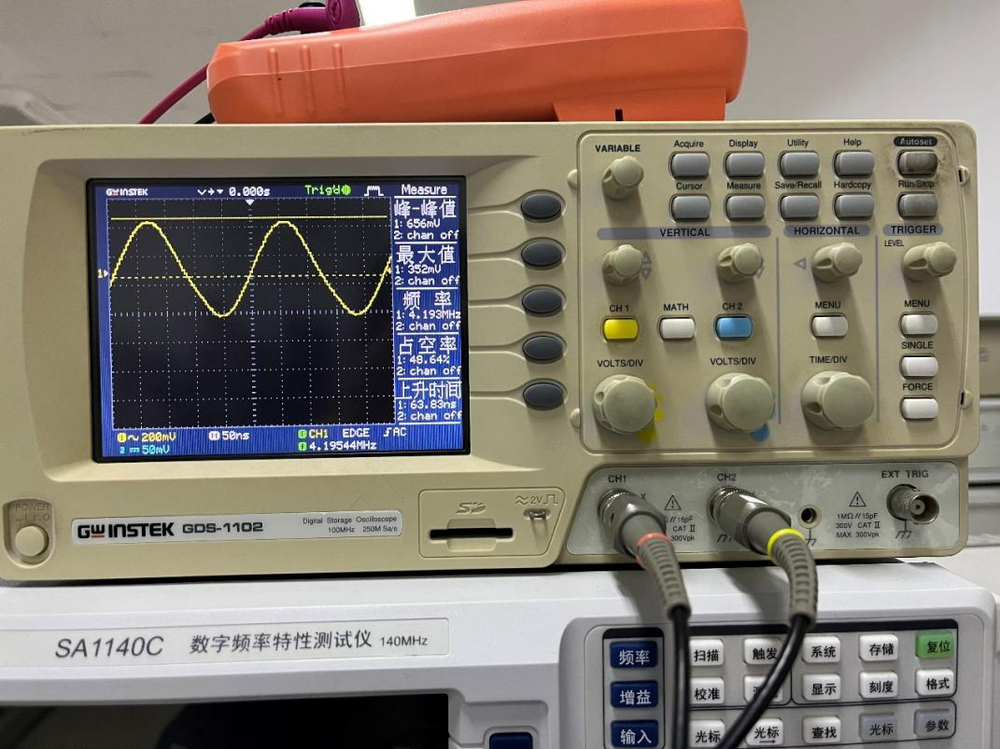 GWINSTEK
0.000s
Trig'd
Measure
峰-峰值
1: 656mV
2: chan off
最大值
1: 352mV
2: chan off
频率
1: 4.193MHz
2: chan off
占空率
1: 48.64%
2: chan off
上升时间
1: 63.83ns
2: chan off
1
1 200mV
H 50ns
CH1 EDGE AC
2 50mV
4.19544MHz
VARIABLE
Acquire
Display
Utility
Help
Autoset
Cursor
Measure
Save/Recall
Hardcopy
Run/Stop
VERTICAL
HORIZONTAL
TRIGGER
LEVEL
CH 1
MATH
CH 2
MENU
MENU
SINGLE
VOLTS/DIV
VOLTS/DIV
TIME/DIV
FORCE
CH1
CH2
EXT TRIG
POWER
GWINSTEK GDS-1102
Digital Storage Oscilloscope
100MHz 250M Sa/s
SD
≈2V
CAT II
300Vpk
1MΩ//15pF
300V CAT II
MAX. 300Vpk
SA1140C 数字频率特性测试仪 140MHz
频率
扫描
触发
系统
存储
复位
增益
校准
显示
刻度
格式
输入
光标
光标
查找
光标
参数